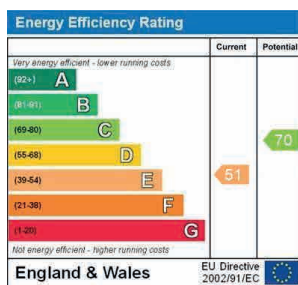 Energy Efficiency Rating
Current Potential
Very energy efficient - lower running costs
(92+) A
(81-91) B
(69-80) C
70
(55-68) D
(39-54) E
51
(21-38) F
(1-20) G
Not energy efficient - higher running costs
England & Wales
EU Directive
2002/91/EC